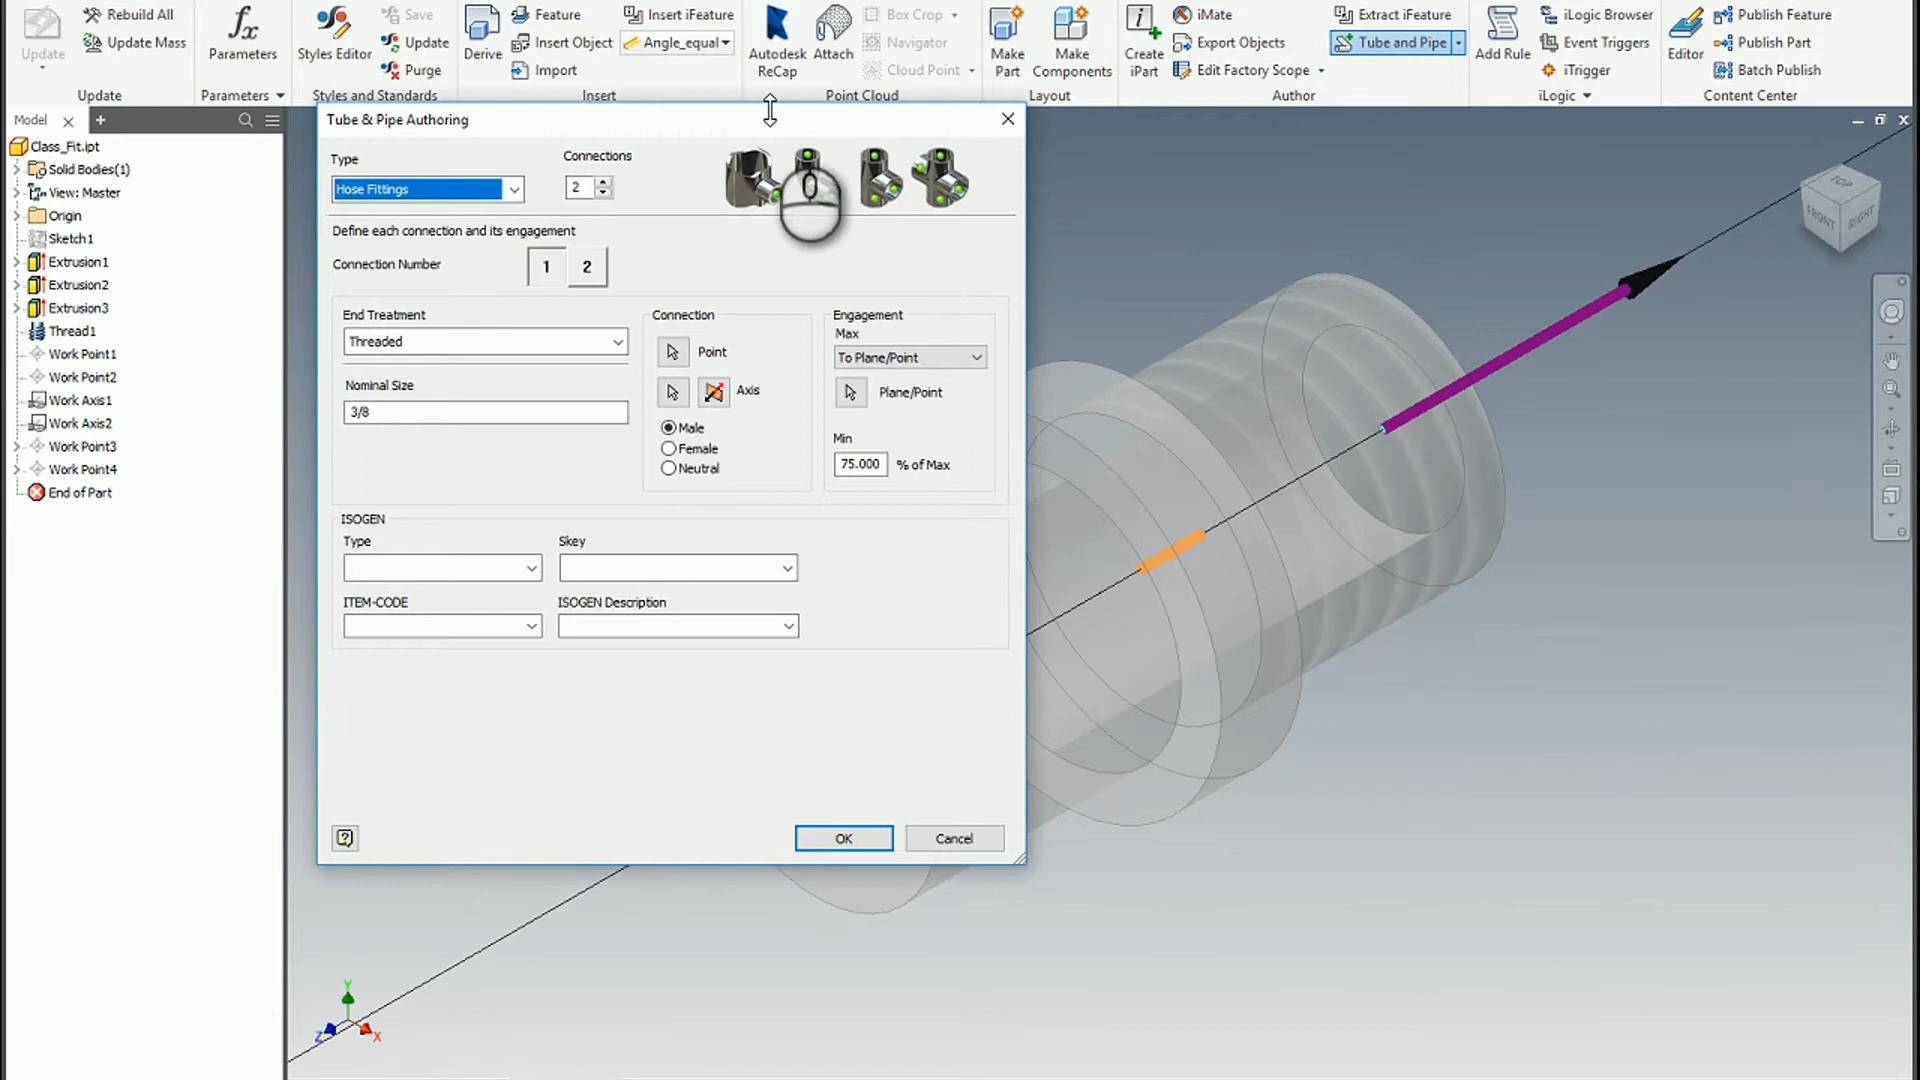 Update
Rebuild All
Update Mass
Update
Parameters
Parameters
Styles Editor
Save
Update
Purge
Styles and Standards
Derive
Feature
Insert Object
Import
Insert iFeature
Angle_equal
Insert
Autodesk
ReCap
Attach
Box Crop
Navigator
Cloud Point
Point Cloud
Make
Part
Make
Components
Layout
Create
iPart
iMate
Export Objects
Edit Factory Scope
Extract iFeature
Tube and Pipe
Author
Add Rule
iLogic Browser
Event Triggers
iTrigger
iLogic
Editor
Publish Feature
Publish Part
Batch Publish
Content Center
Model
Class_Fit.ipt
Solid Bodies(1)
View: Master
Origin
Sketch1
Extrusion1
Extrusion2
Extrusion3
Thread1
Work Point1
Work Point2
Work Axis1
Work Axis2
Work Point3
Work Point4
End of Part
Tube & Pipe Authoring
Type
Connections
Hose Fittings
2
Define each connection and its engagement
Connection Number
1 2
End Treatment
Threaded
Nominal Size
3/8
Connection
Point
Axis
Male
Female
Neutral
Engagement
Max
To Plane/Point
Plane/Point
Min
75.000 % of Max
ISOGEN
Type
Skey
ITEM-CODE
ISOGEN Description
OK
Cancel
TOP
FRONT
RIGHT
Y
Z
X